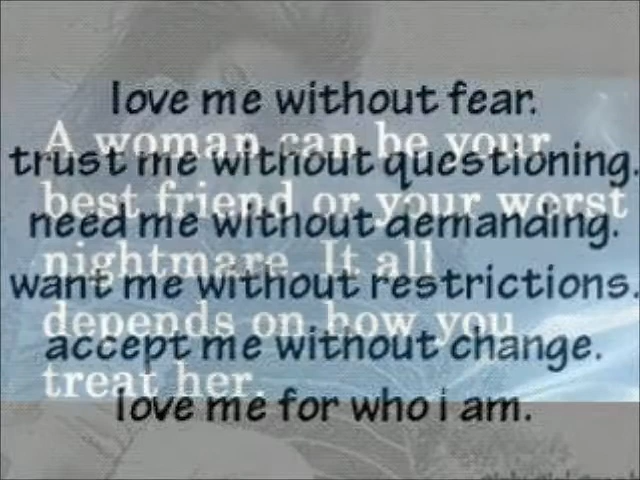 love me without fear.
trust me without questioning.
need me without demanding.
want me without restrictions.
accept me without change.
love me for who i am.
A woman can be your
best friend or your worst
nightmare. It all
depends on how you
treat her.